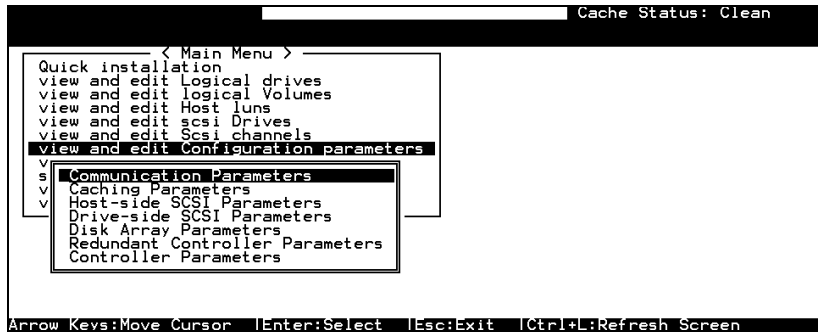 Cache Status: Clean
< Main Menu >
Quick installation
view and edit Logical drives
view and edit logical Volumes
view and edit Host luns
view and edit scsi Drives
view and edit Scsi channels
view and edit Configuration parameters
v
s Communication Parameters
v Caching Parameters
v Host-side SCSI Parameters
Drive-side SCSI Parameters
Disk Array Parameters
Redundant Controller Parameters
Controller Parameters
Arrow Keys:Move Cursor |Enter:Select |Esc:Exit |Ctrl+L:Refresh Screen